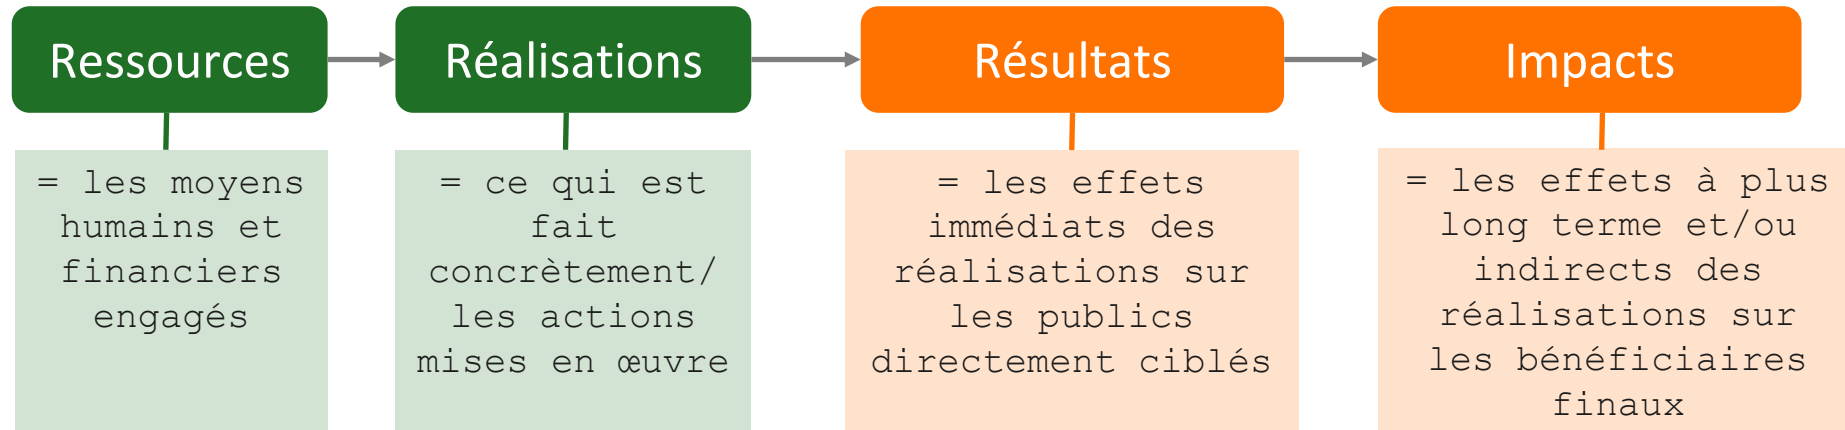 Ressources
Réalisations
Résultats
Impacts
= les moyens
humains et
financiers
engagés
= ce qui est
fait
concrètement/
les actions
mises en œuvre
= les effets
immédiats des
réalisations sur
les publics
directement ciblés
= les effets à plus
long terme et/ou
indirects des
réalisations sur
les bénéficiaires
finaux